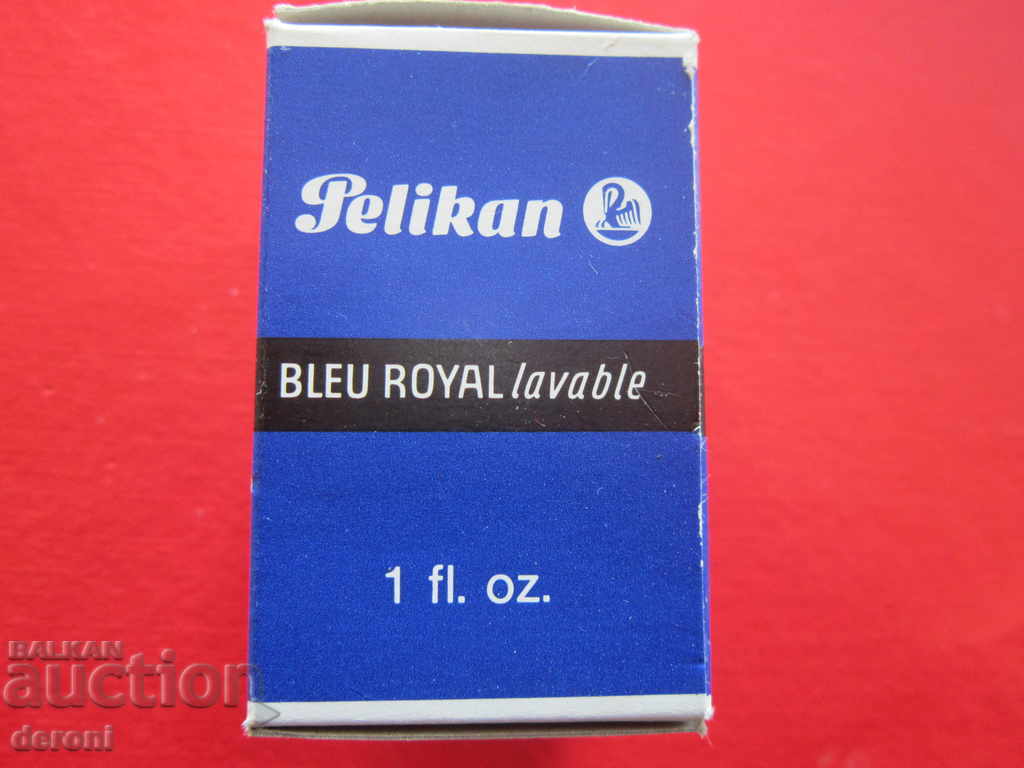 Pelikan
BLEU ROYAL lavable
1 fl. oz.
BALKAN
auction
deroni